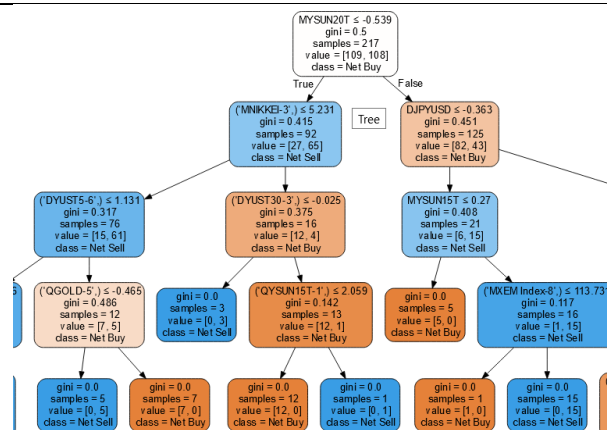 MYSUN20T ≤ -0.539
gini = 0.5
samples = 217
value = [109, 108]
class = Net Buy
True
False
('MNIKKEI-3',) ≤ 5.231
gini = 0.415
samples = 92
value = [27, 65]
class = Net Sell
Tree
DJPYUSD ≤ -0.363
gini = 0.451
samples = 125
value = [82, 43]
class = Net Buy
('DYUST5-6',) ≤ 1.131
gini = 0.317
samples = 76
value = [15, 61]
class = Net Sell
('DYUST30-3',) ≤ -0.025
gini = 0.375
samples = 16
value = [12, 4]
class = Net Buy
MYSUN15T ≤ 0.27
gini = 0.408
samples = 21
value = [6, 15]
class = Net Sell
('QGOLD-5',) ≤ -0.465
gini = 0.486
samples = 12
value = [7, 5]
class = Net Buy
gini = 0.0
samples = 3
value = [0, 3]
class = Net Sell
('QYSUN15T-1',) ≤ 2.059
gini = 0.142
samples = 13
value = [12, 1]
class = Net Buy
gini = 0.0
samples = 5
value = [5, 0]
class = Net Buy
('MXEM Index-8',) ≤ 113.731
gini = 0.117
samples = 16
value = [1, 15]
class = Net Sell
gini = 0.0
samples = 5
value = [0, 5]
class = Net Sell
gini = 0.0
samples = 7
value = [7, 0]
class = Net Buy
gini = 0.0
samples = 12
value = [12, 0]
class = Net Buy
gini = 0.0
samples = 1
value = [0, 1]
class = Net Sell
gini = 0.0
samples = 1
value = [1, 0]
class = Net Buy
gini = 0.0
samples = 15
value = [0, 15]
class = Net Sell